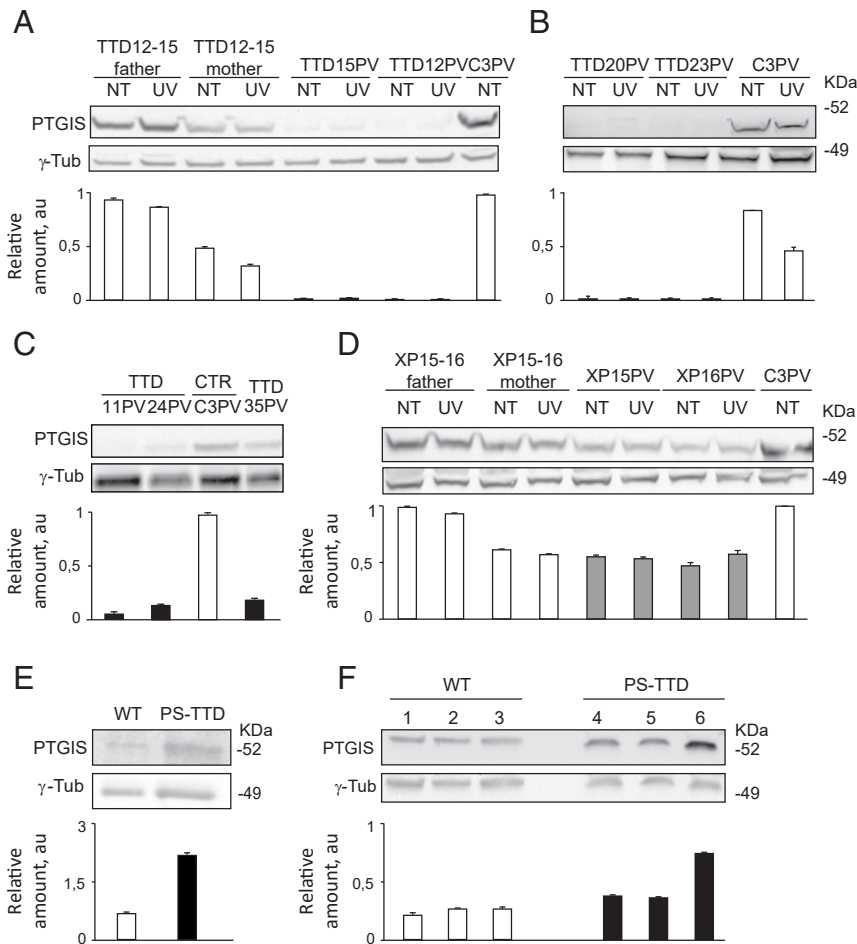 A
TTD12-15 father
TTD12-15 mother
TTD15PV
TTD12PV
C3PV
NT UV NT UV NT UV NT UV NT
PTGIS
γ-Tub
Relative amount, au
1
0,5
0
B
TTD20PV TTD23PV C3PV
NT UV NT UV NT UV
KDa
-52
-49
1
0,5
0
C
TTD CTR TTD
11PV 24PV C3PV 35PV
PTGIS
γ-Tub
Relative amount, au
1
0,5
0
D
XP15-16 father
XP15-16 mother
XP15PV
XP16PV
C3PV
NT UV NT UV NT UV NT UV NT
KDa
-52
-49
Relative amount, au
1
0,5
0
E
WT PS-TTD
KDa
PTGIS
-52
γ-Tub
-49
Relative amount, au
3
1,5
0
F
WT PS-TTD
1 2 3 4 5 6
KDa
PTGIS
-52
γ-Tub
-49
Relative amount, au
1
0,5
0